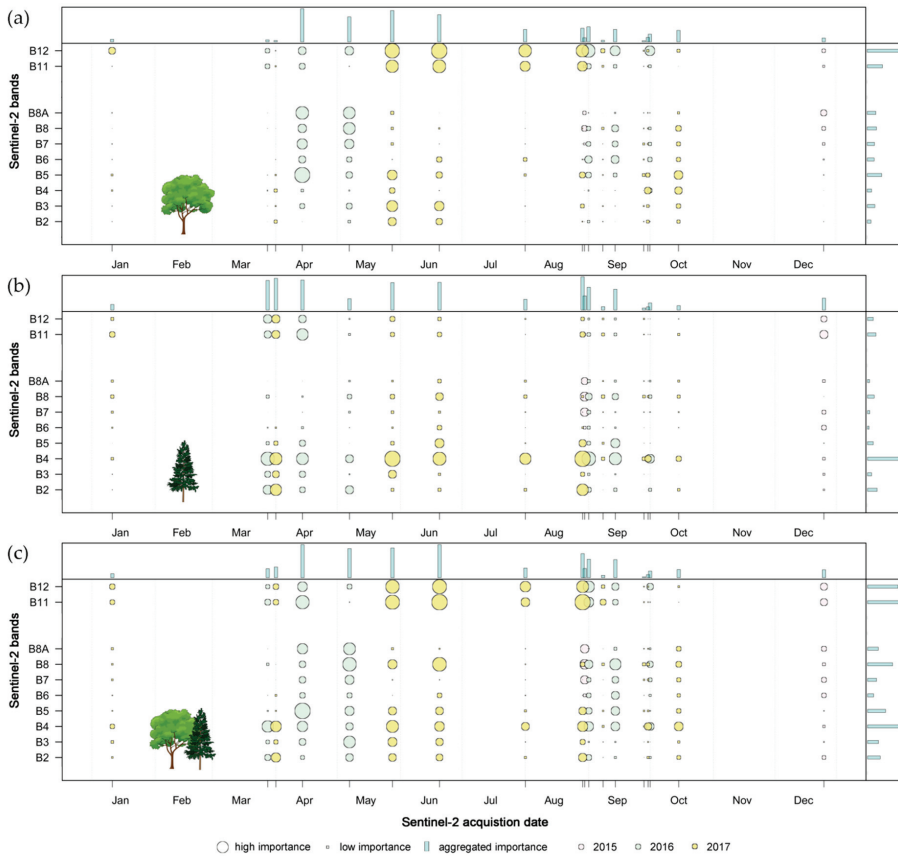 (a)
Sentinel-2 bands
B12
B11
B8A
B8
B7
B6
B5
B4
B3
B2
Jan Feb Mar Apr May Jun Jul Aug Sep Oct Nov Dec
(b)
Sentinel-2 bands
B12
B11
B8A
B8
B7
B6
B5
B4
B3
B2
Jan Feb Mar Apr May Jun Jul Aug Sep Oct Nov Dec
(c)
Sentinel-2 bands
B12
B11
B8A
B8
B7
B6
B5
B4
B3
B2
Jan Feb Mar Apr May Jun Jul Aug Sep Oct Nov Dec
Sentinel-2 acquistion date
high importance low importance aggregated importance 2015 2016 2017